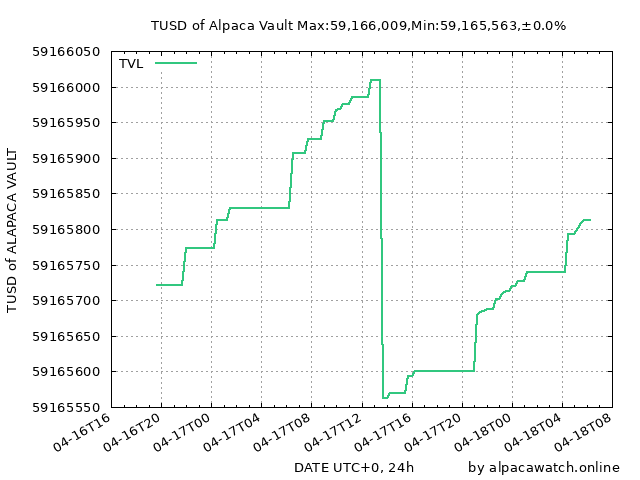 TUSD of Alpaca Vault Max:59,166,009,Min:59,165,563,±0.0%
TVL
59166050
59166000
59165950
59165900
59165850
59165800
59165750
59165700
59165650
59165600
59165550
TUSD of ALAPACA VAULT
04-16T16
04-16T20
04-17T00
04-17T04
04-17T08
04-17T12
04-17T16
04-17T20
04-18T00
04-18T04
04-18T08
DATE UTC+0, 24h
by alpacawatch.online